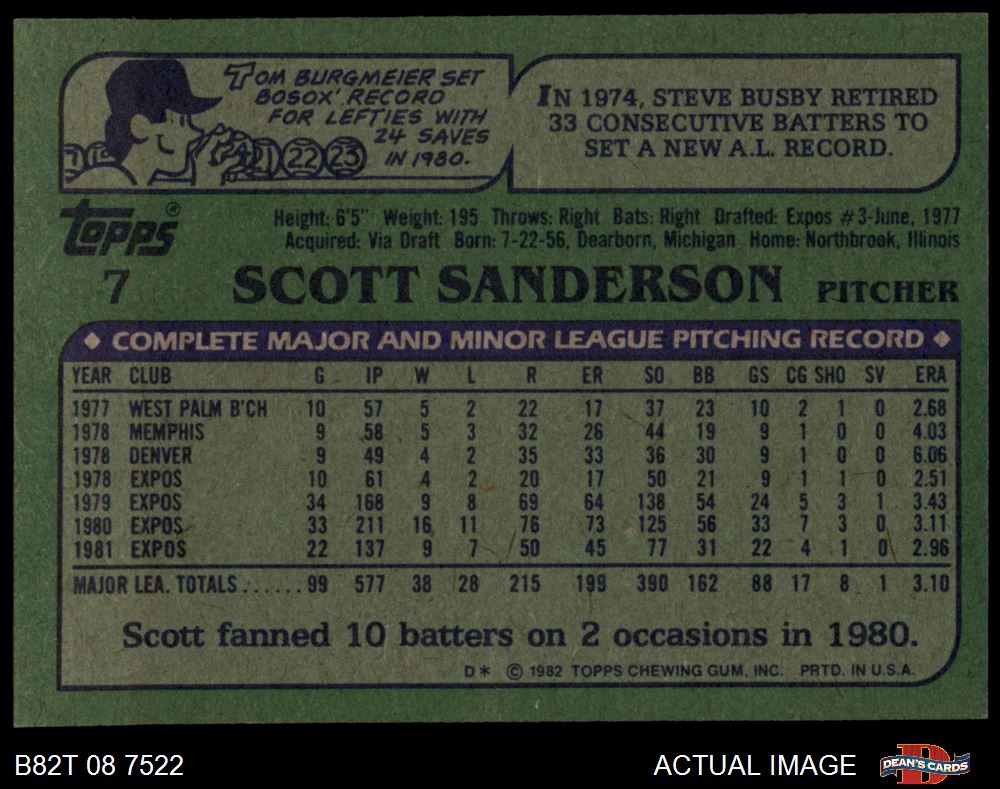 TOM BURGMEIER SET
BOSOX' RECORD
FOR LEFTIES WITH
24 SAVES
IN 1980.
24 21 22 23
IN 1974, STEVE BUSBY RETIRED
33 CONSECUTIVE BATTERS TO
SET A NEW A.L. RECORD.
Topps®
Height: 6'5" Weight: 195 Throws: Right Bats: Right Drafted: Expos #3-June, 1977
Acquired: Via Draft Born: 7-22-56, Dearborn, Michigan Home: Northbrook, Illinois
7 SCOTT SANDERSON PITCHER
◆ COMPLETE MAJOR AND MINOR LEAGUE PITCHING RECORD ◆
YEAR CLUB G IP W L R ER SO BB GS CG SHO SV ERA
1977 WEST PALM B'CH 10 57 5 2 22 17 37 23 10 2 1 0 2.68
1978 MEMPHIS 9 58 5 3 32 26 44 19 9 1 0 0 4.03
1978 DENVER 9 49 4 2 35 33 36 30 9 1 0 0 6.06
1978 EXPOS 10 61 4 2 20 17 50 21 9 1 1 0 2.51
1979 EXPOS 34 168 9 8 69 64 138 54 24 5 3 1 3.43
1980 EXPOS 33 211 16 11 76 73 125 56 33 7 3 0 3.11
1981 EXPOS 22 137 9 7 50 45 77 31 22 4 1 0 2.96
MAJOR LEA. TOTALS......99 577 38 28 215 199 390 162 88 17 8 1 3.10
Scott fanned 10 batters on 2 occasions in 1980.
D* © 1982 TOPPS CHEWING GUM, INC. PRTD. IN U.S.A.
B82T 08 7522
ACTUAL IMAGE
D DEAN'S CARDS